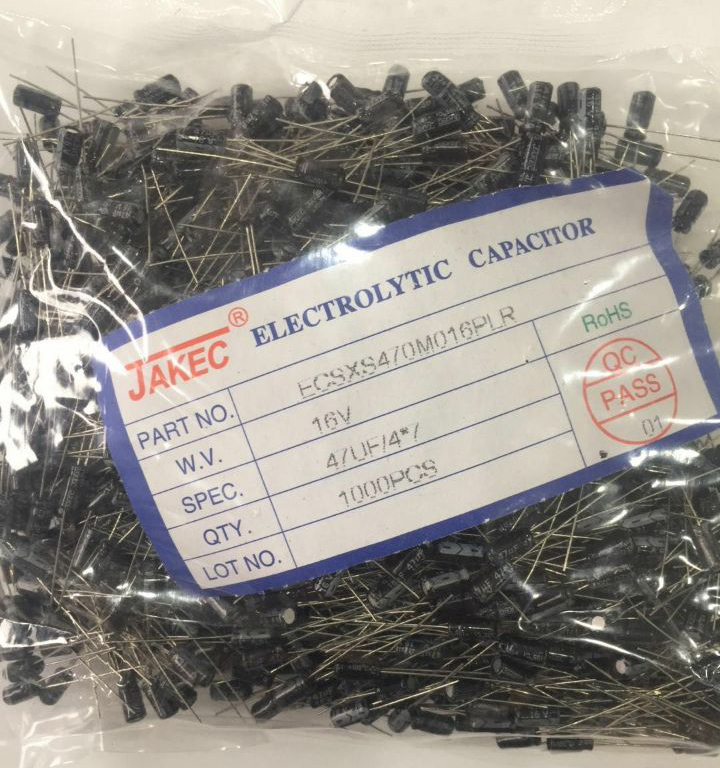 JAKEC® ELECTROLYTIC CAPACITOR
PART NO. ECSXS470M016PLR
W.V. 16V
SPEC. 47UF/4*7
QTY. 1000PCS
LOT NO.
RoHS
QC
PASS
01